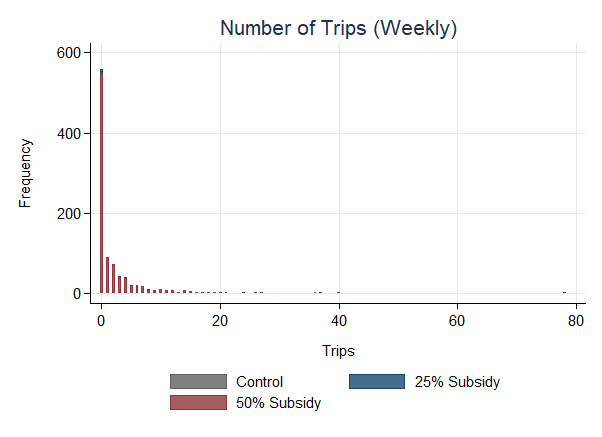 Number of Trips (Weekly)
600
400
200
0
Frequency
0 20 40 60 80
Trips
Control 25% Subsidy
50% Subsidy